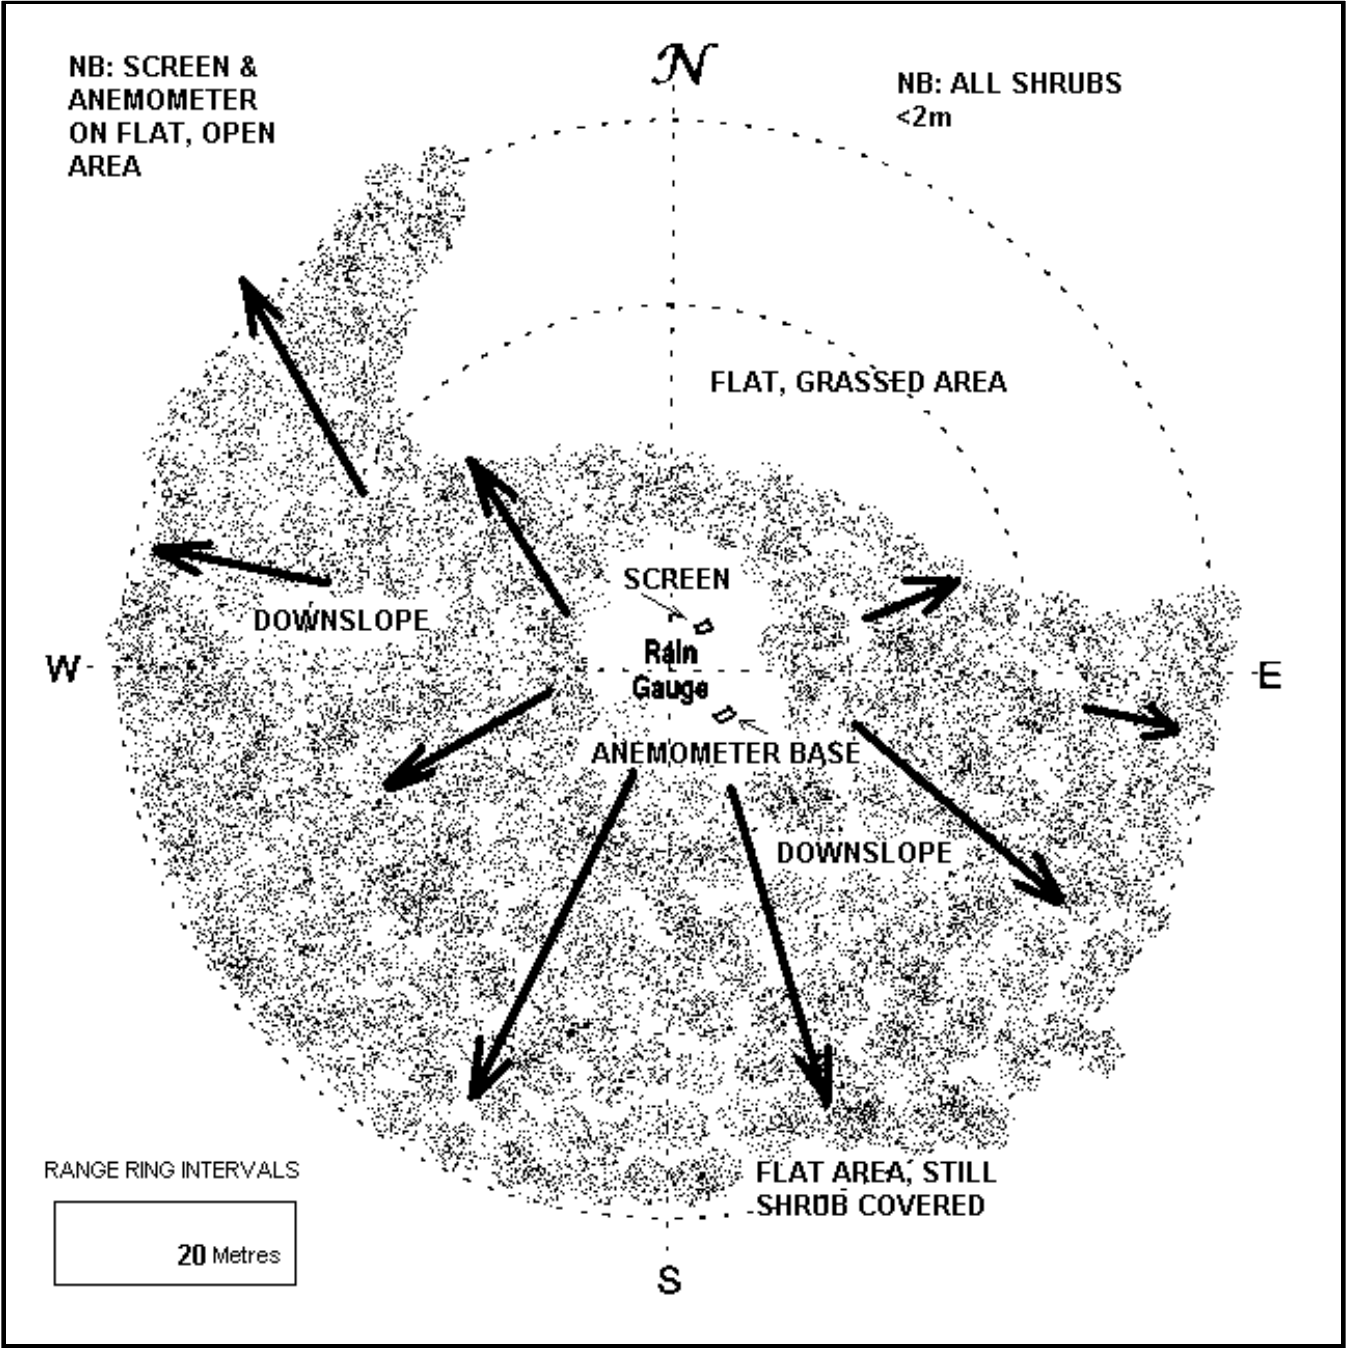 N
NB: SCREEN &
ANEMOMETER
ON FLAT, OPEN
AREA
NB: ALL SHRUBS
<2m
FLAT, GRASSED AREA
SCREEN
DOWNSLOPE
Rain
Gauge
W
E
ANEMOMETER BASE
DOWNSLOPE
FLAT AREA, STILL
SHRUB COVERED
RANGE RING INTERVALS
20 Metres
S